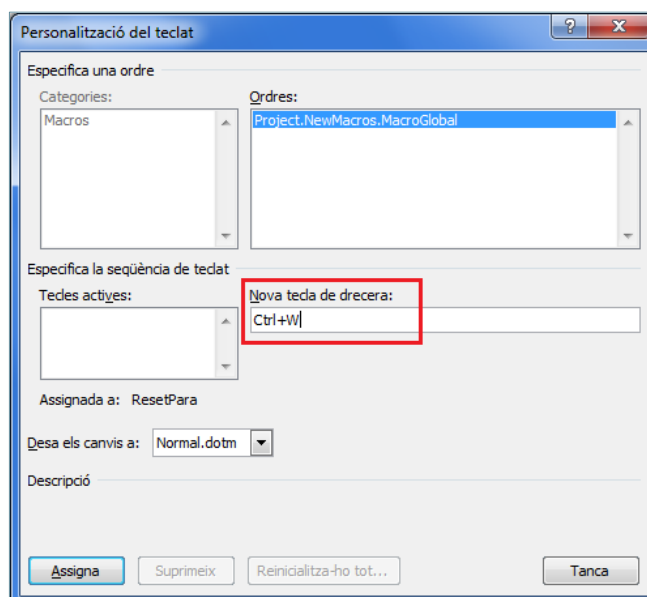 Personalització del teclat
Especifica una ordre
Categories:
Ordres:
Macros
Project.NewMacros.MacroGlobal
Especifica la seqüència de teclat
Tecles actives:
Nova tecla de drecera:
Ctrl+W
Assignada a: ResetPara
Desa els canvis a: Normal.dotm
Descripció
Assigna
Suprimeix
Reinicialitza-ho tot...
Tanca